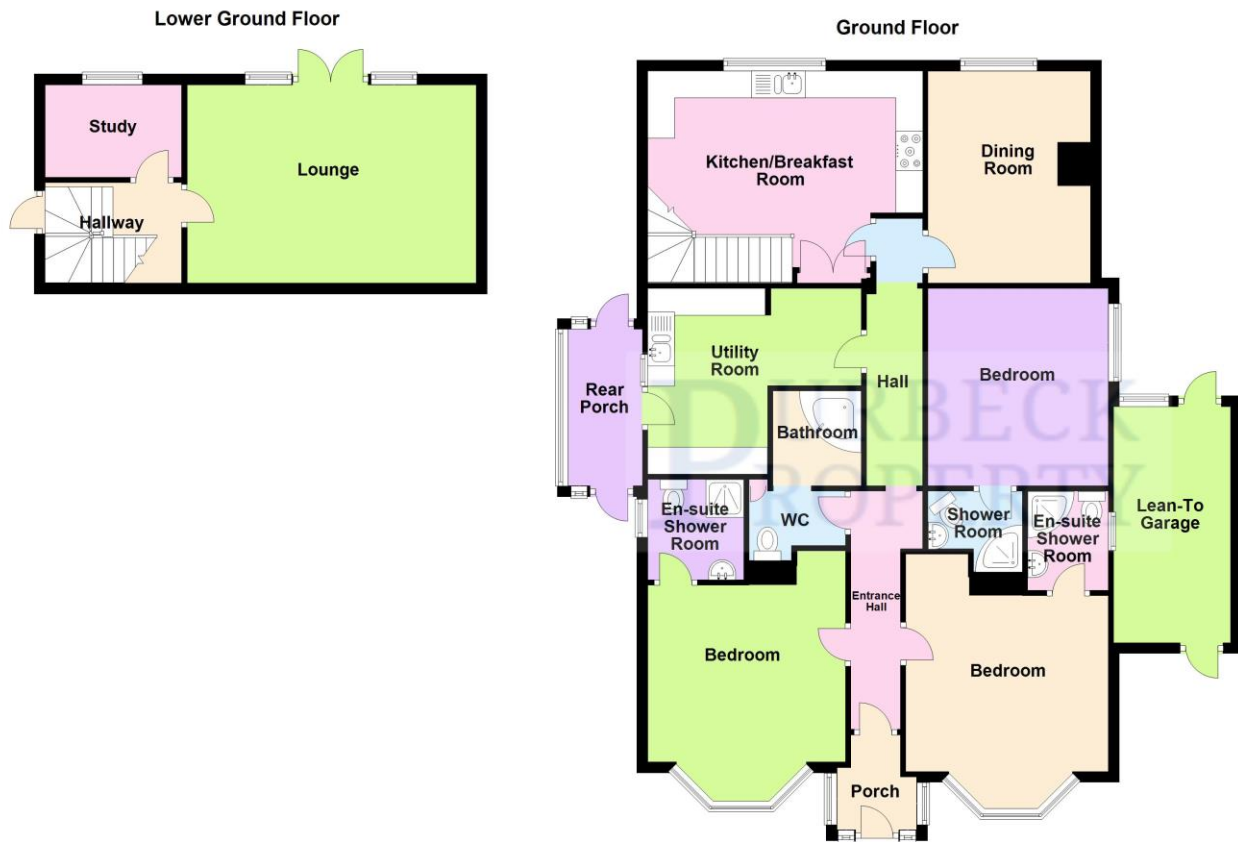 Lower Ground Floor
Study
Lounge
Hallway
Ground Floor
Kitchen/Breakfast
Room
Dining
Room
Utility
Room
Hall
Bedroom
Rear
Porch
Bathroom
PURBECK
PROPERTY
En-suite
Shower
Room
WC
Shower
Room
En-suite
Shower
Room
Lean-To
Garage
Entrance
Hall
Bedroom
Bedroom
Porch